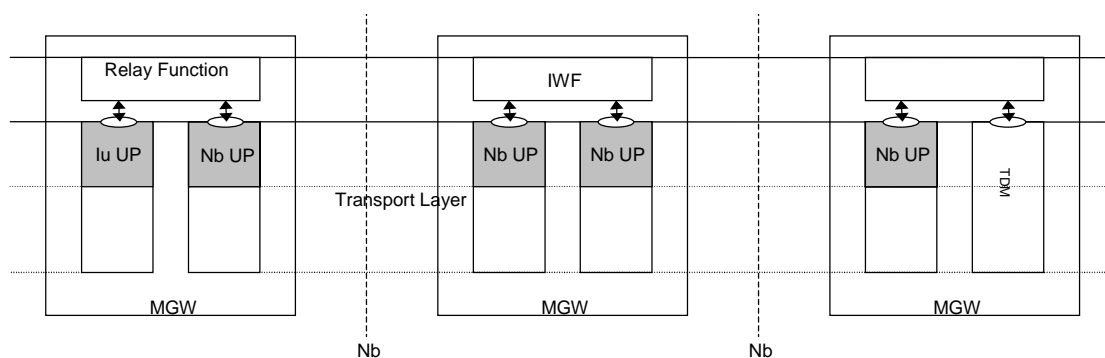 Relay Function
IWF
Iu UP
Nb UP
Nb UP
Nb UP
Nb UP
TDM
Transport Layer
MGW
MGW
MGW
Nb
Nb